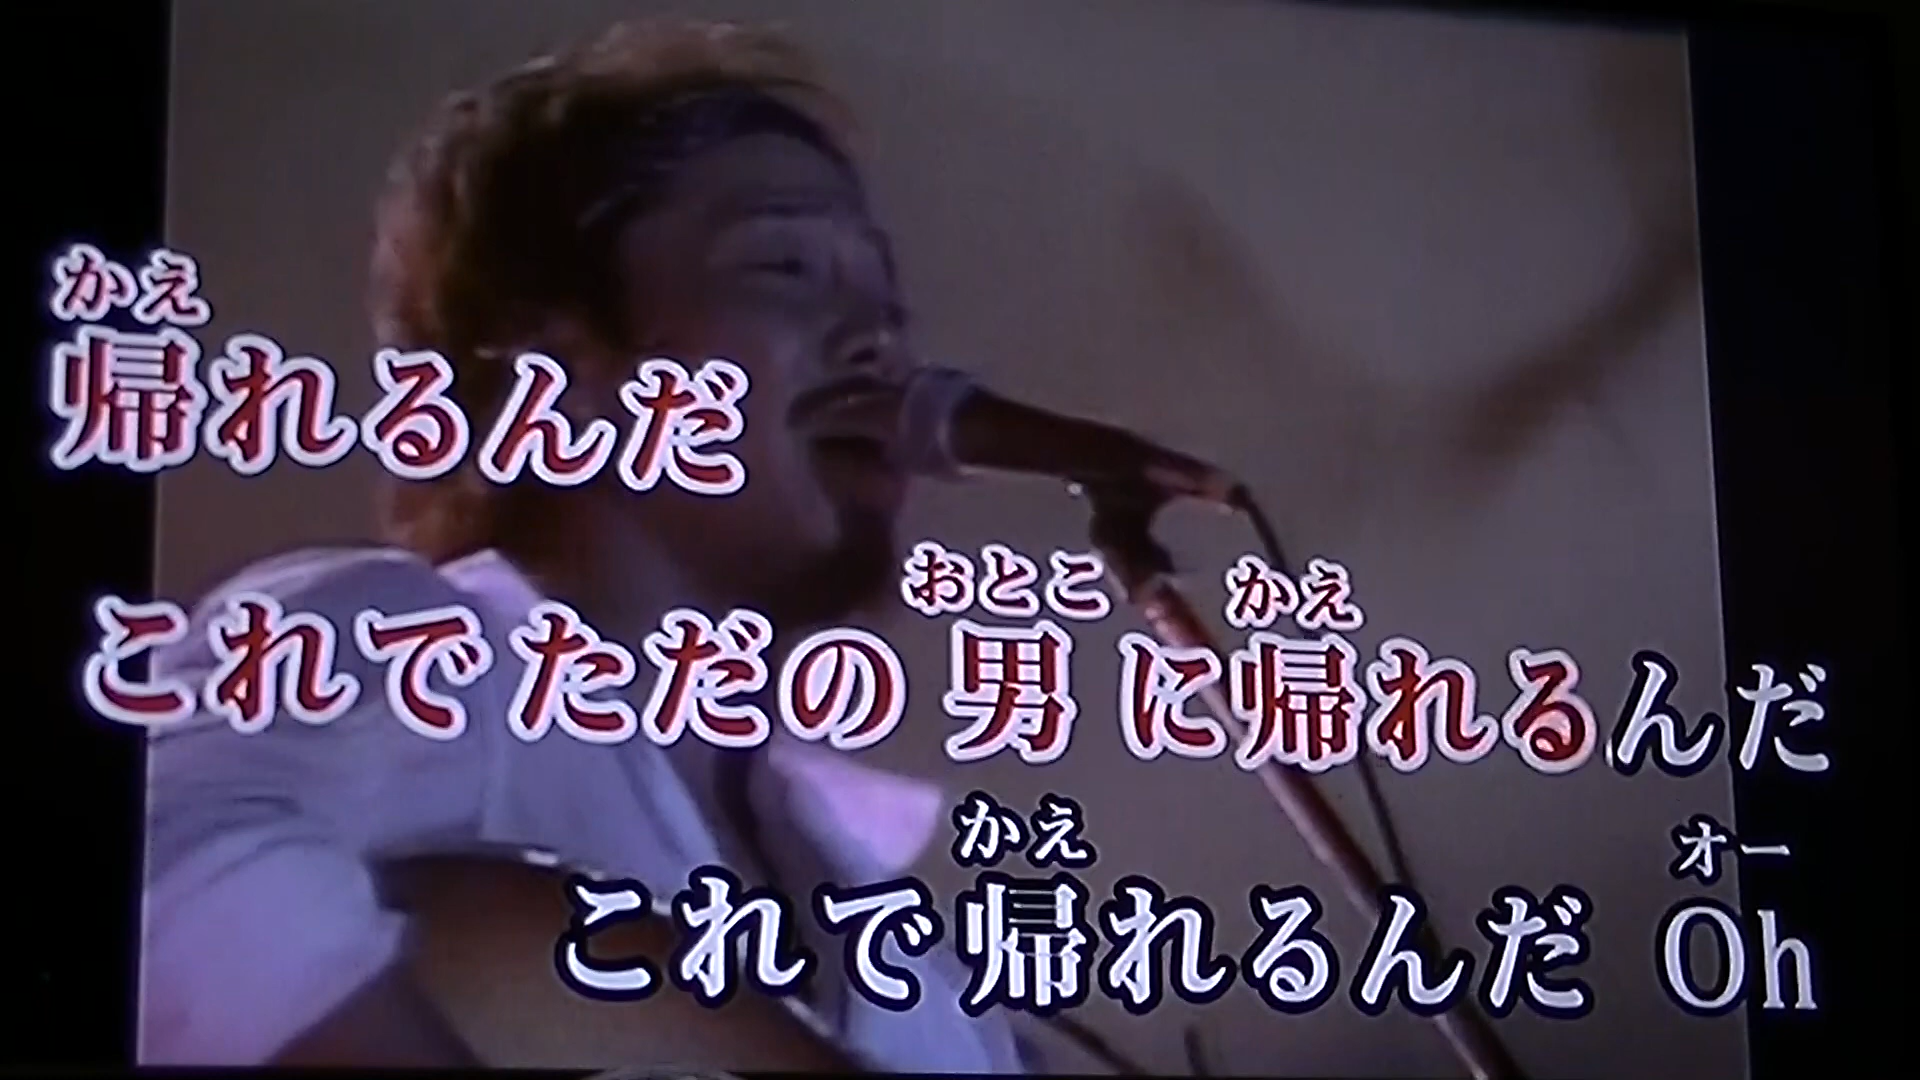 かえ
帰れるんだ
おとこ かえ
これでただの男に帰れるんだ
かえ オー
これで帰れるんだ Oh